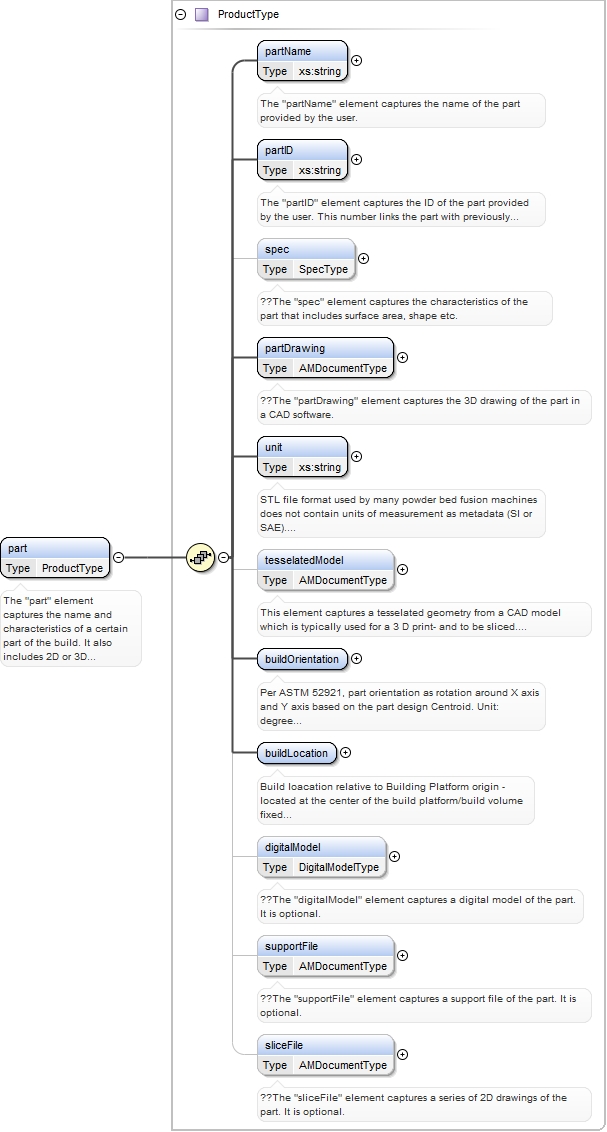 ProductType
partName
Type xs:string
The "partName" element captures the name of the part
provided by the user.
partID
Type xs:string
The "partID" element captures the ID of the part provided
by the user. This number links the part with previously...
spec
Type SpecType
??The "spec" element captures the characteristics of the
part that includes surface area, shape etc.
partDrawing
Type AMDocumentType
??The "partDrawing" element captures the 3D drawing of the part in
a CAD software.
unit
Type xs:string
STL file format used by many powder bed fusion machines
does not contain units of measurement as metadata (SI or
SAE)....
part
Type ProductType
The "part" element
captures the name and
characteristics of a certain
part of the build. It also
includes 2D or 3D...
tesselatedModel
Type AMDocumentType
This element captures a tesselated geometry from a CAD model
which is typically used for a 3 D print- and to be sliced....
buildOrientation
Per ASTM 52921, part orientation as rotation around X axis
and Y axis based on the part design Centroid. Unit:
degree...
buildLocation
Build loacation relative to Building Platform origin -
located at the center of the build platform/build volume
fixed...
digitalModel
Type DigitalModelType
??The "digitalModel" element captures a digital model of the part.
It is optional.
supportFile
Type AMDocumentType
??The "supportFile" element captures a support file of the part. It is
optional.
sliceFile
Type AMDocumentType
??The "sliceFile" element captures a series of 2D drawings of the
part. It is optional.